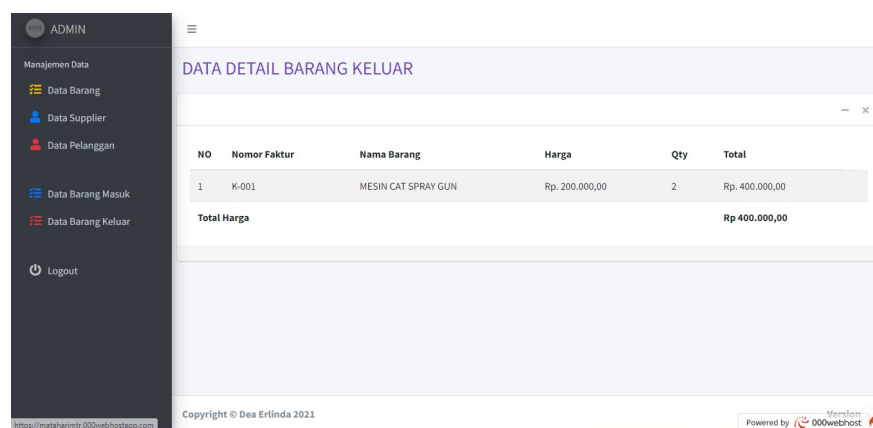 MMI ADMIN
Manajemen Data
Data Barang
Data Supplier
Data Pelanggan
Data Barang Masuk
Data Barang Keluar
Logout
DATA DETAIL BARANG KELUAR
NO Nomor Faktur Nama Barang Harga Qty Total
1 K-001 MESIN CAT SPRAY GUN Rp. 200.000,00 2 Rp. 400.000,00
Total Harga Rp 400.000,00
Copyright © Dea Erlinda 2021
Version
Powered by 000webhost
https://mataharimtr.000webhostapp.com